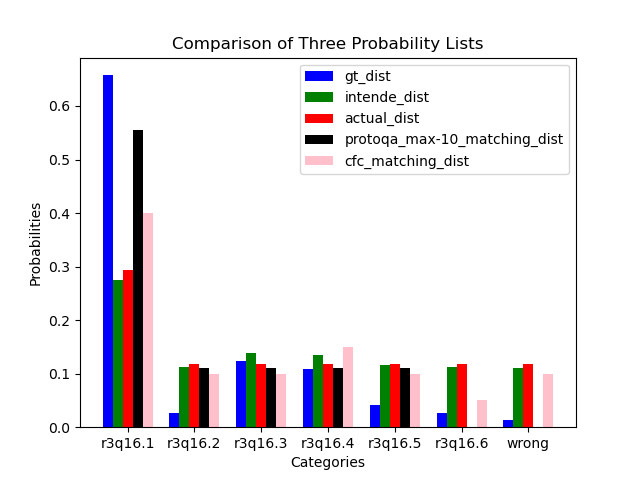 Comparison of Three Probability Lists
gt_dist
intende_dist
actual_dist
protoqa_max-10_matching_dist
cfc_matching_dist
Probabilities
0.6
0.5
0.4
0.3
0.2
0.1
0.0
r3q16.1 r3q16.2 r3q16.3 r3q16.4 r3q16.5 r3q16.6 wrong
Categories